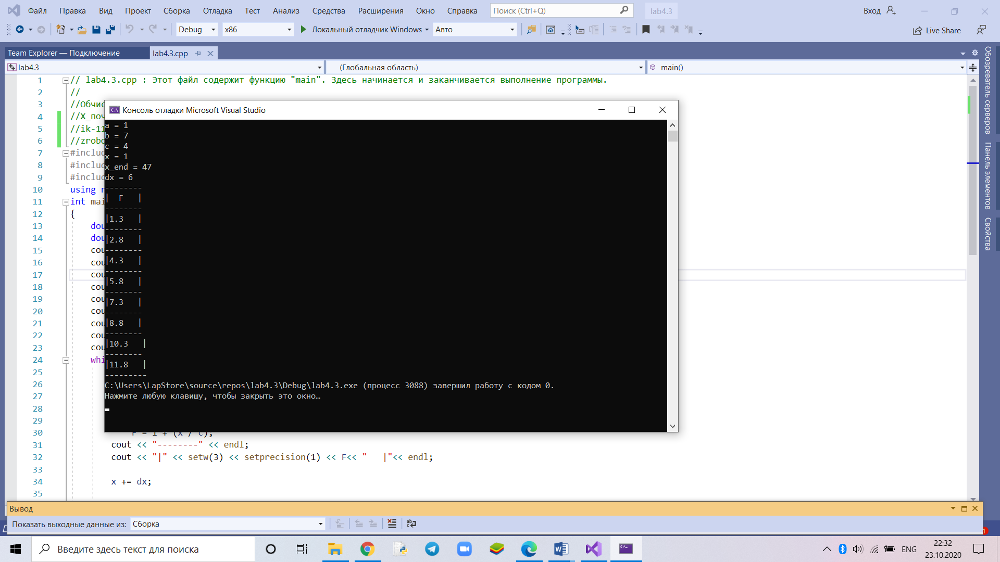 Файл Правка Вид Проект Сборка Отладка Тест Анализ Средства Расширения Окно Справка Поиск (Ctrl+Q) lab4.3 Вход
Debug x86 Локальный отладчик Windows Авто Live Share
Team Explorer — Подключение lab4.3.cpp
lab4.3 (Глобальная область) main()
Обозреватель серверов
Панель элементов
Свойства
1 // lab4.3.cpp : Этот файл содержит функцию "main". Здесь начинается и заканчивается выполнение программы.
2 //
3 //Обчис
4 //X_поч
5 //ik-11
6 //zrobo
7 #includ
8 #includ
9 #includ
10 using n
11 int mai
12 {
13 dou
14 dou
15 cou
16 cou
17 cou
18 cou
19 cou
20 cou
21 cou
22 cou
23 cou
24 whi
25
26
27
28
29
30 F = 1 + (x / c);
31 cout << "--------" << endl;
32 cout << "|" << setw(3) << setprecision(1) << F<< "   |"<< endl;
33
34 x += dx;
35
Консоль отладки Microsoft Visual Studio
a = 1
b = 7
c = 4
x = 1
x_end = 47
dx = 6
--------
|  F   |
--------
|1.3   |
--------
|2.8   |
--------
|4.3   |
--------
|5.8   |
--------
|7.3   |
--------
|8.8   |
--------
|10.3   |
--------
|11.8   |
---------
C:\Users\LapStore\source\repos\lab4.3\Debug\lab4.3.exe (процесс 3088) завершил работу с кодом 0.
Нажмите любую клавишу, чтобы закрыть это окно…
Вывод
Показать выходные данные из: Сборка
Введите здесь текст для поиска
ENG
22:32
23.10.2020